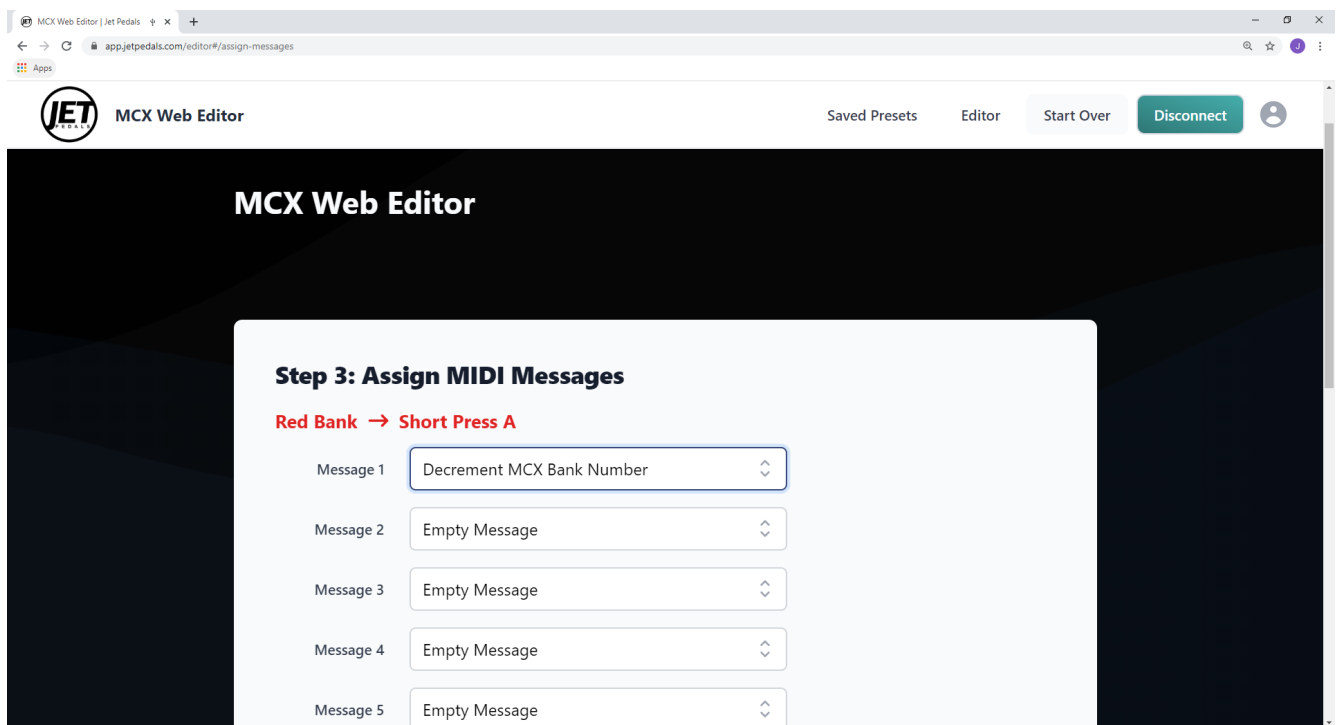 MCX Web Editor | Jet Pedals
app.jetpedals.com/editor#/assign-messages
J
Apps
JET
PEDALS
MCX Web Editor
Saved Presets
Editor
Start Over
Disconnect
MCX Web Editor
Step 3: Assign MIDI Messages
Red Bank → Short Press A
Message 1 Decrement MCX Bank Number
Message 2 Empty Message
Message 3 Empty Message
Message 4 Empty Message
Message 5 Empty Message